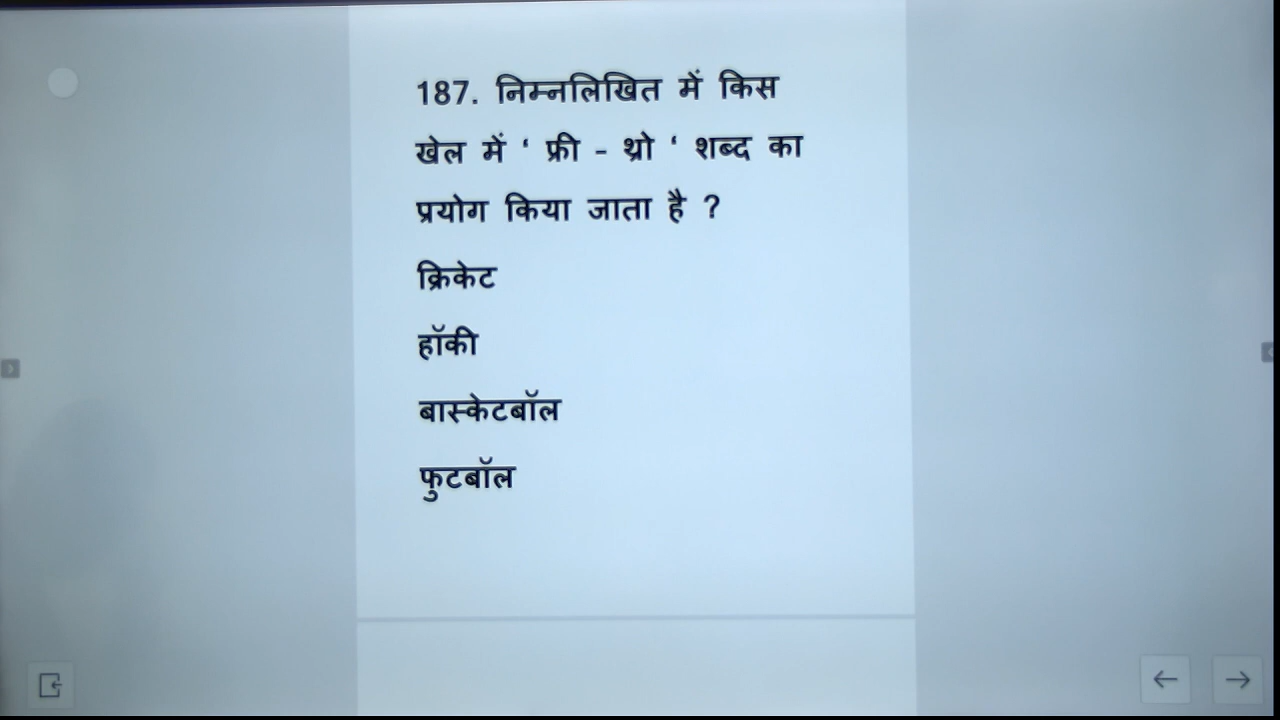 187. निम्नलिखित में किस
खेल में ‘ फ्री - थ्रो ‘ शब्द का
प्रयोग किया जाता है ?
क्रिकेट
हॉकी
बास्केटबॉल
फुटबॉल